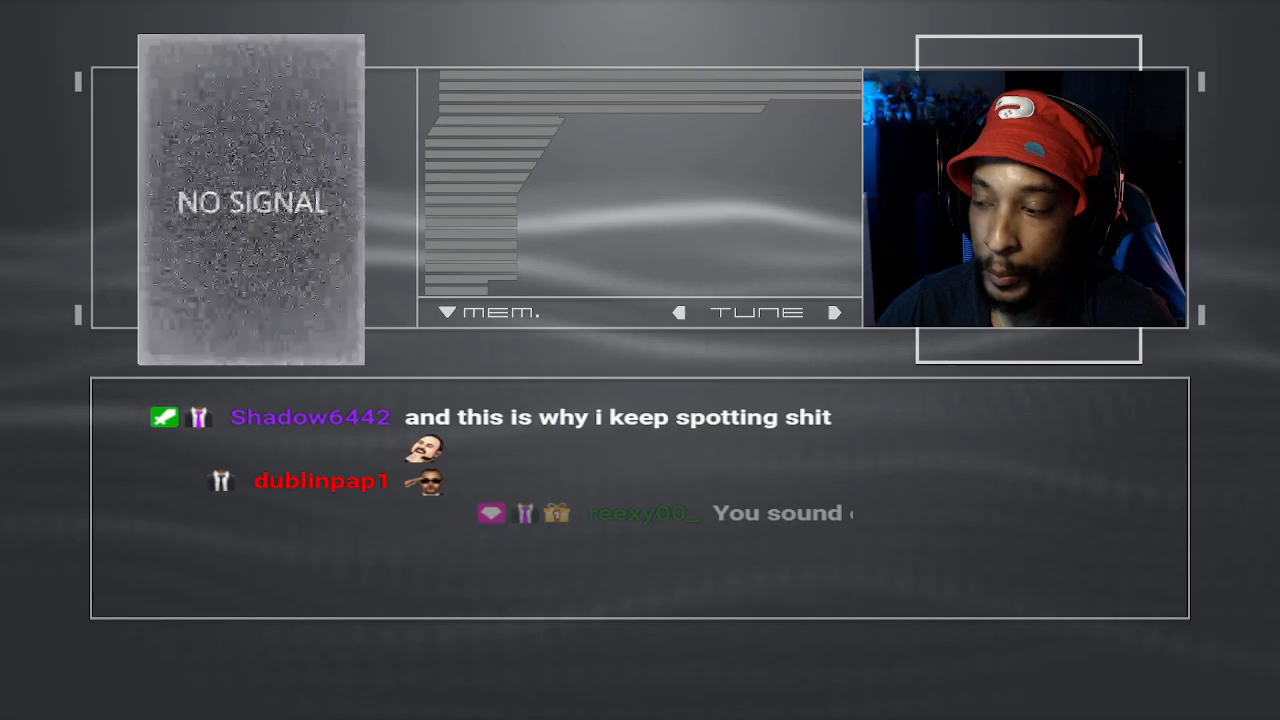 NO SIGNAL
MEM.
TUNE
Shadow6442 and this is why i keep spotting shit
dublinpap1
reexy00_ You sound